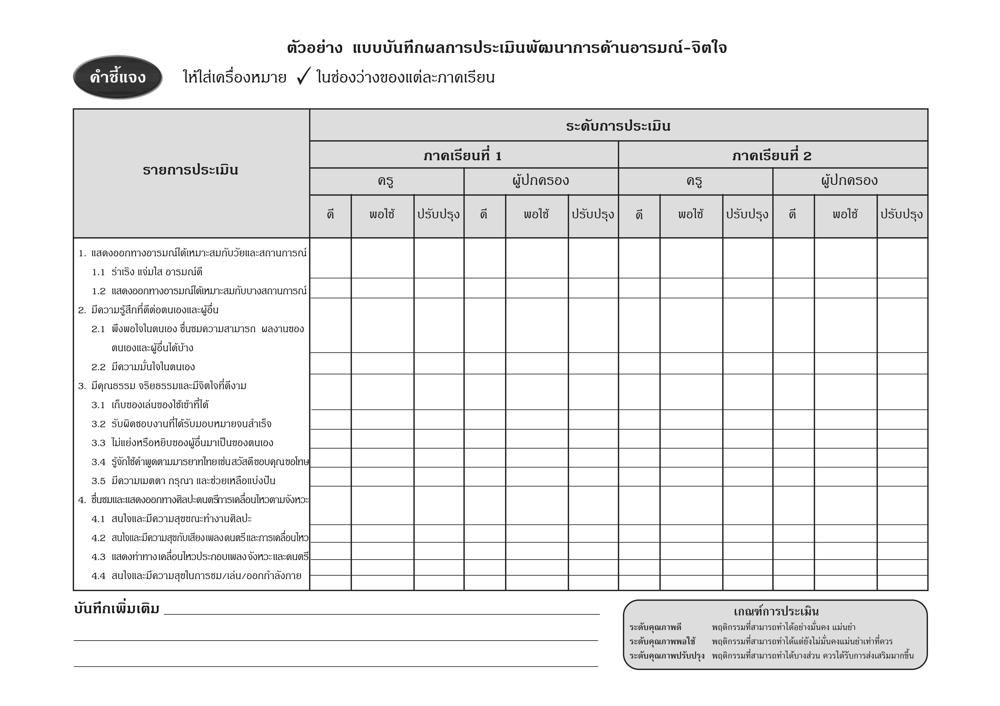 ตัวอย่าง แบบบันทึกผลการประเมินพัฒนาการด้านอารมณ์-จิตใจ
คำชี้แจง ให้ใส่เครื่องหมาย ✓ ในช่องว่างของแต่ละภาคเรียน
รายการประเมิน
ระดับการประเมิน
ภาคเรียนที่ 1 ภาคเรียนที่ 2
ครู ผู้ปกครอง ครู ผู้ปกครอง
ดี พอใช้ ปรับปรุง ดี พอใช้ ปรับปรุง ดี พอใช้ ปรับปรุง ดี พอใช้ ปรับปรุง
1. แสดงออกทางอารมณ์ได้เหมาะสมกับวัยและสถานการณ์
1.1 ร่าเริง แจ่มใส อารมณ์ดี
1.2 แสดงออกทางอารมณ์ได้เหมาะสมกับบางสถานการณ์
2. มีความรู้สึกที่ดีต่อตนเองและผู้อื่น
2.1 พึงพอใจในตนเอง ชื่นชมความสามารถ ผลงานของ
ตนเองและผู้อื่นได้บ้าง
2.2 มีความมั่นใจในตนเอง
3. มีคุณธรรม จริยธรรมและมีจิตใจที่ดีงาม
3.1 เก็บของเล่นของใช้เข้าที่ได้
3.2 รับผิดชอบงานที่ได้รับมอบหมายจนสำเร็จ
3.3 ไม่แย่งหรือหยิบของผู้อื่นมาเป็นของตนเอง
3.4 รู้จักใช้คำพูดตามมารยาทไทย เช่น สวัสดี ขอบคุณ ขอโทษ
3.5 มีความเมตตา กรุณา และช่วยเหลือแบ่งปัน
4. ชื่นชมและแสดงออกทางศิลปะดนตรีการเคลื่อนไหวตามจังหวะ
4.1 สนใจและมีความสุขขณะทำงานศิลปะ
4.2 สนใจและมีความสุขกับเสียงเพลง ดนตรี และการเคลื่อนไหว
4.3 แสดงท่าทาง เคลื่อนไหวประกอบเพลง จังหวะ และดนตรี
4.4 สนใจและมีความสุขในการชม/เล่น/ออกกำลังกาย
บันทึกเพิ่มเติม
เกณฑ์การประเมิน
ระดับคุณภาพดี พฤติกรรมที่สามารถทำได้อย่างมั่นคง แม่นยำ
ระดับคุณภาพพอใช้ พฤติกรรมที่สามารถทำได้แต่ยังไม่มั่นคงแม่นยำเท่าที่ควร
ระดับคุณภาพปรับปรุง พฤติกรรมที่สามารถทำได้บางส่วน ควรได้รับการส่งเสริมมากขึ้น